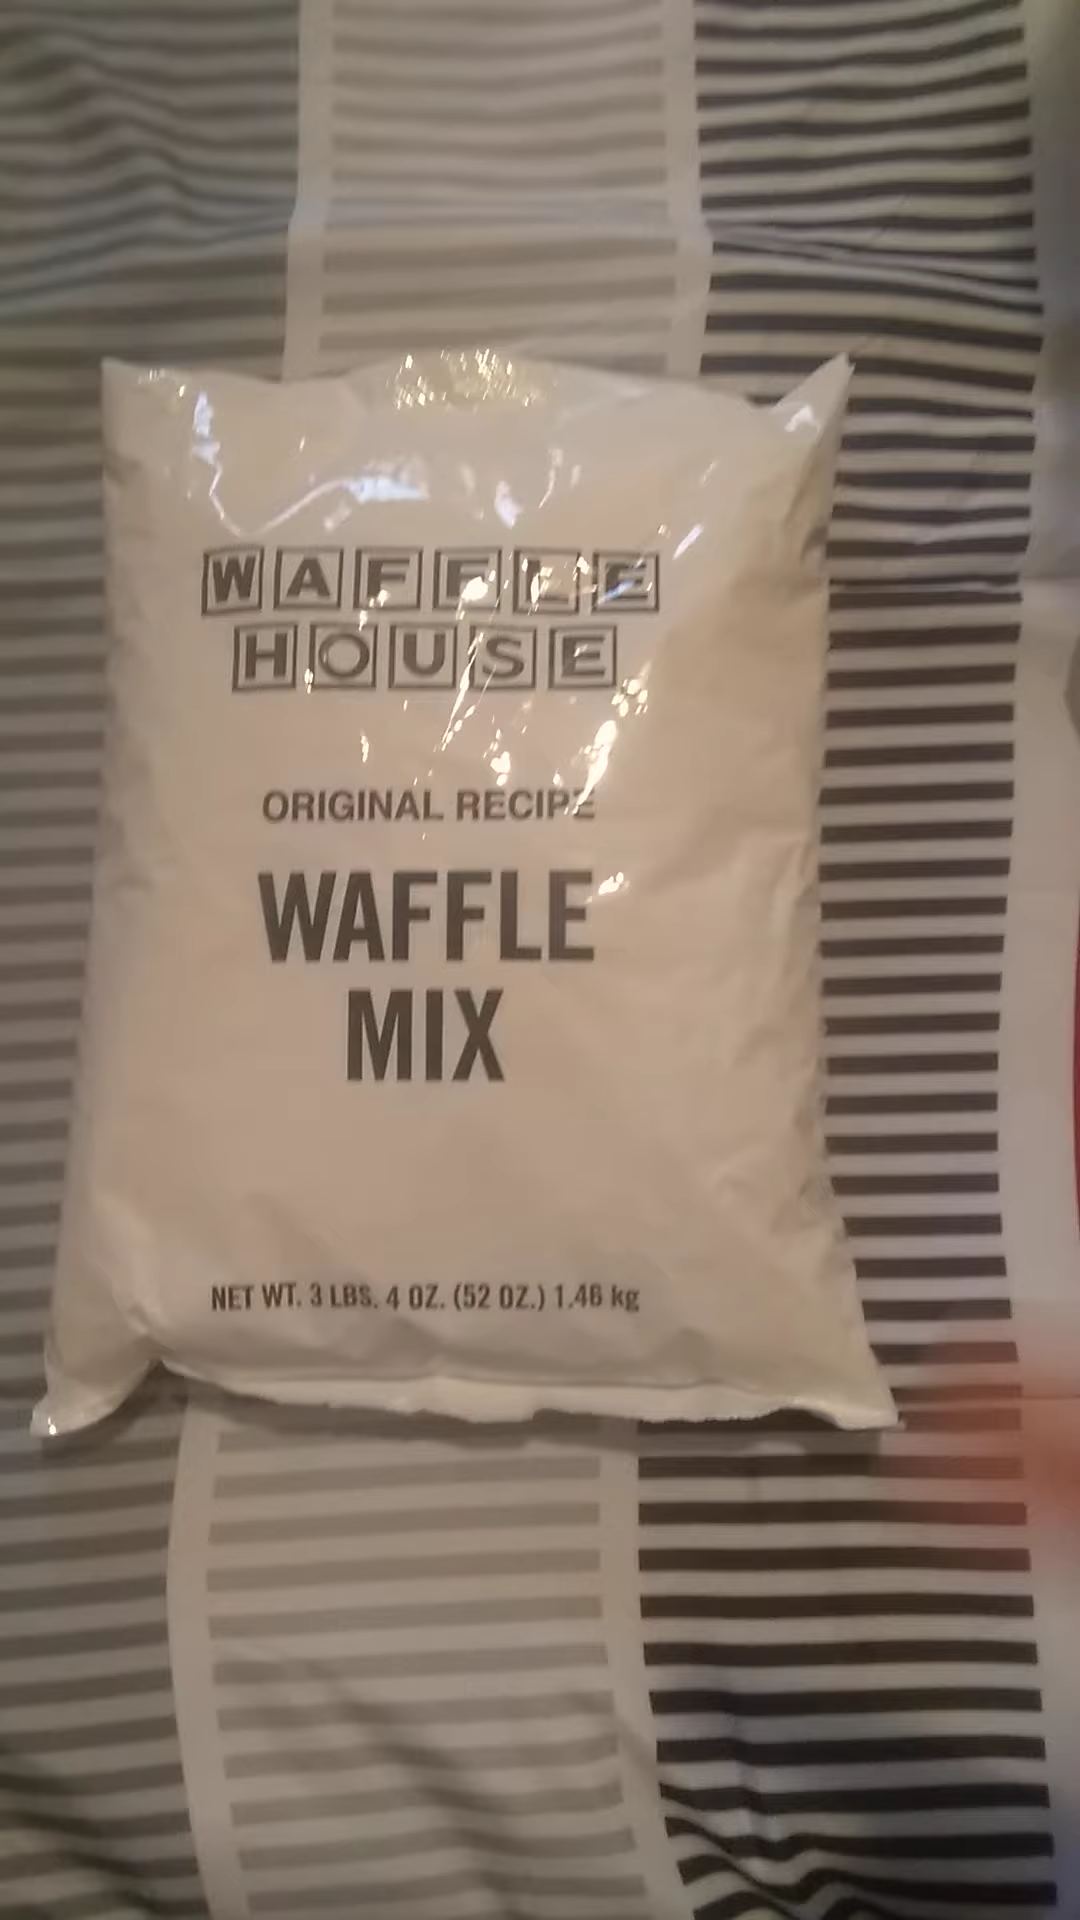 WAFFLE
HOUSE
ORIGINAL RECIPE
WAFFLE
MIX
NET WT. 3 LBS. 4 OZ. (52 OZ.) 1.46 kg